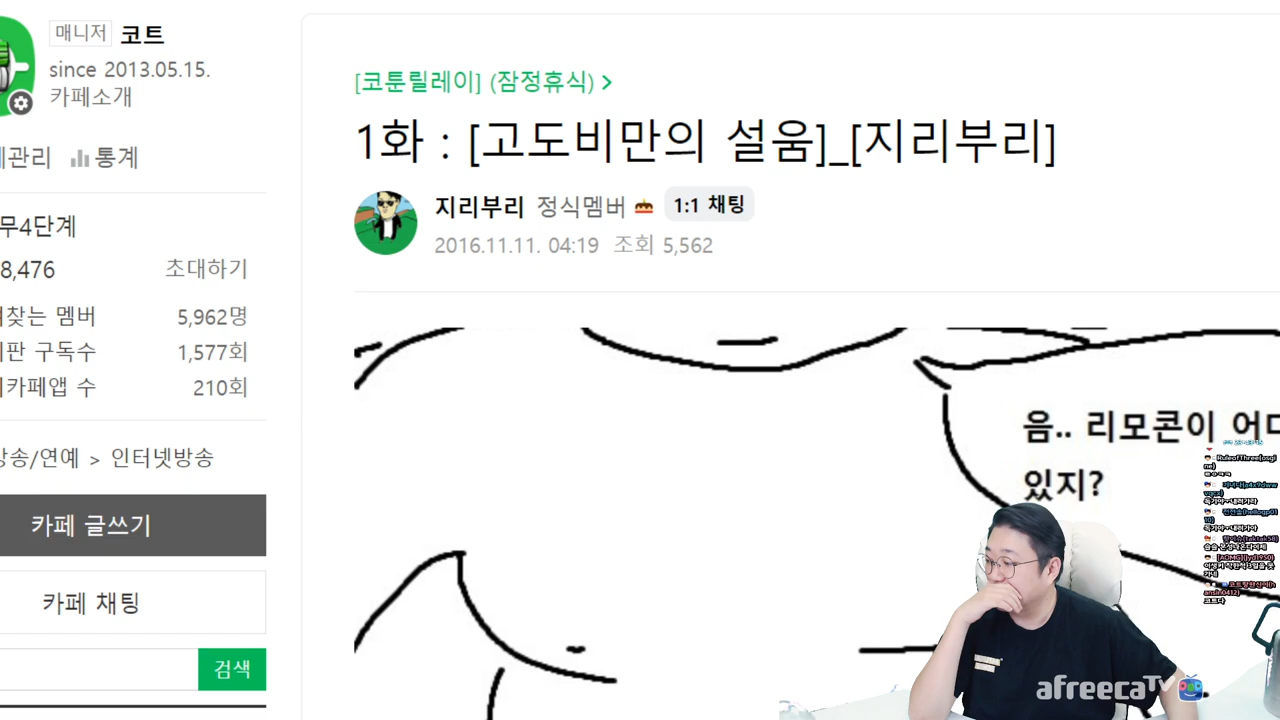 매니저 코트
since 2013.05.15.
카페소개
관리 통계
4단계
8,476 초대하기
찾는 멤버 5,962명
판 구독수 1,577회
카페앱 수 210회
방송/연예 > 인터넷방송
카페 글쓰기
카페 채팅
검색
[코툰릴레이] (잠정휴식) >
1화 : [고도비만의 설움]_[지리부리]
지리부리 정식멤버 1:1 채팅
2016.11.11. 04:19 조회 5,562
음.. 리모콘이 어디
있지?
afreecaTV